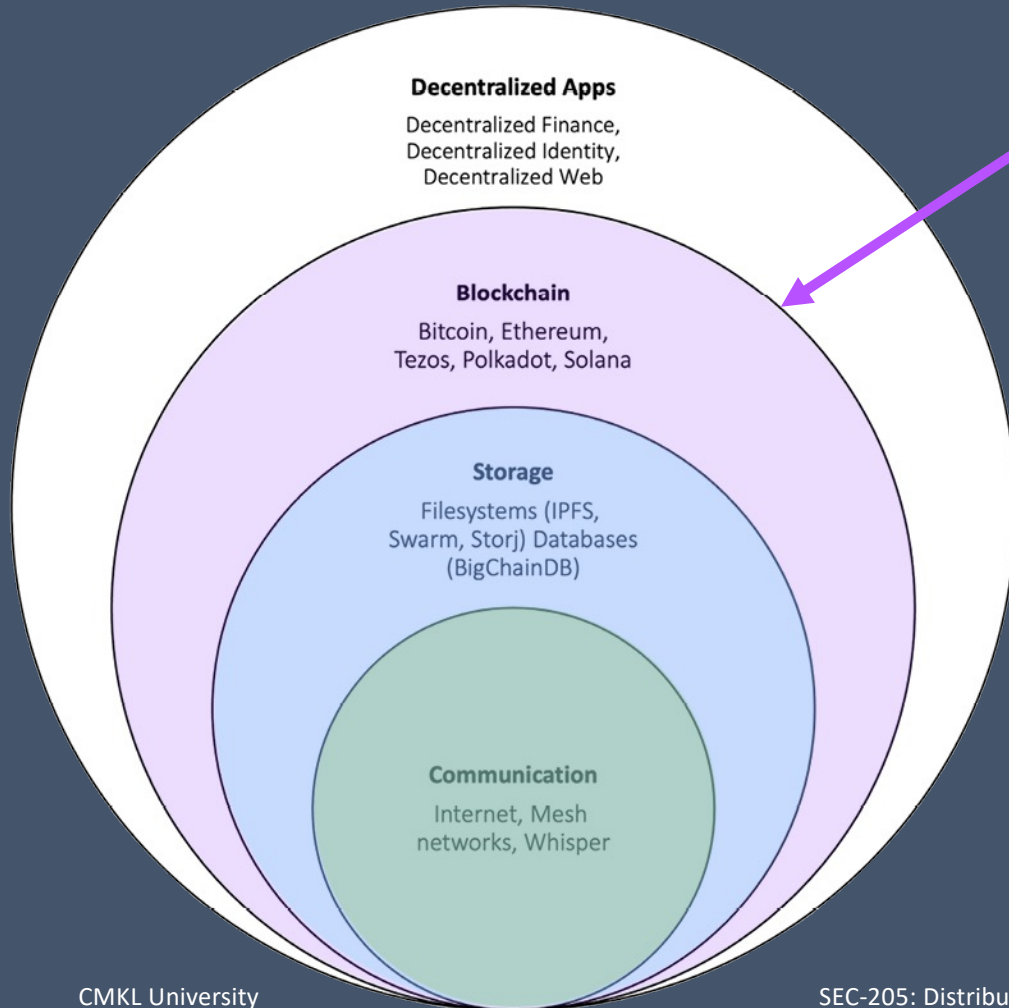 Decentralized Apps
Decentralized Finance,
Decentralized Identity,
Decentralized Web
Blockchain
Bitcoin, Ethereum,
Tezos, Polkadot, Solana
Storage
Filesystems (IPFS,
Swarm, Storj) Databases
(BigChainDB)
Communication
Internet, Mesh
networks, Whisper
CMKL University
SEC-205: Distribu